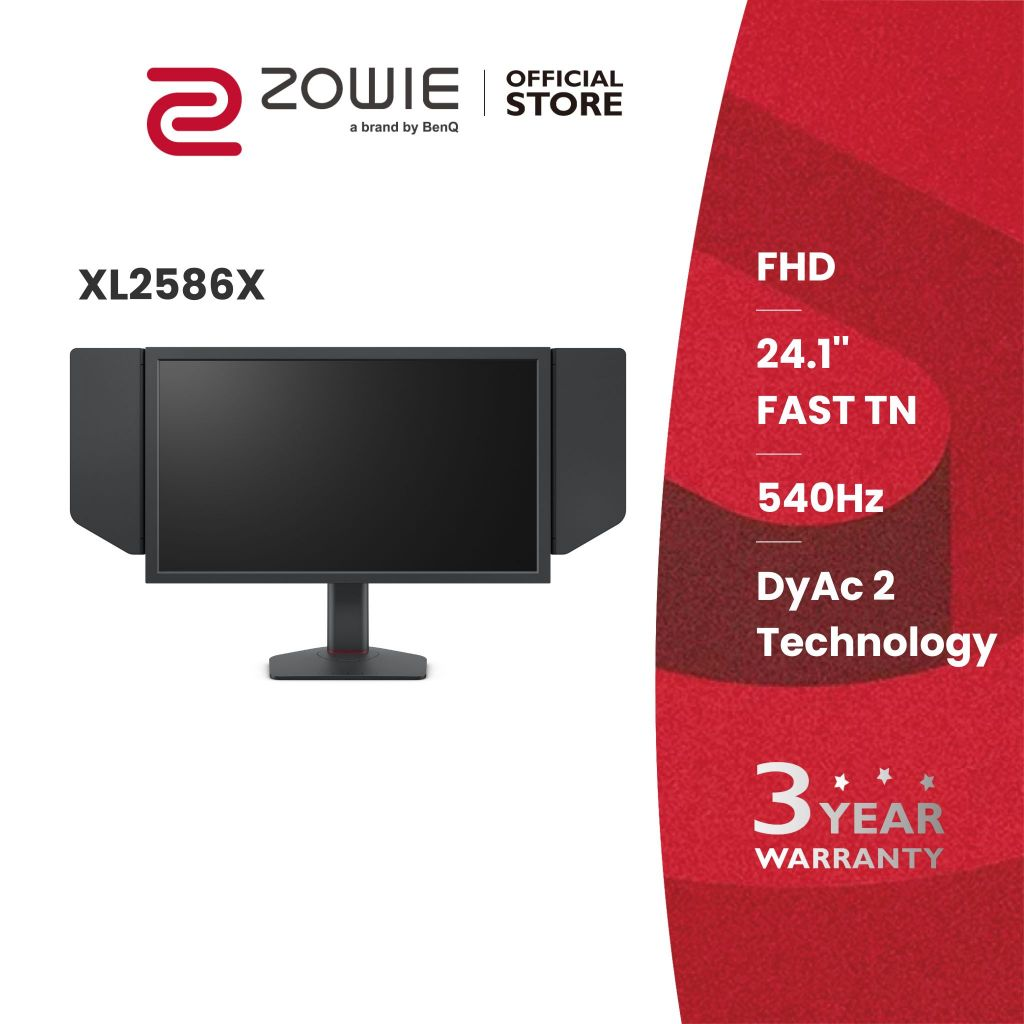 ZOWIE
a brand by BenQ
OFFICIAL
STORE
XL2586X
FHD
24.1"
FAST TN
540Hz
DyAc 2
Technology
3 YEAR
WARRANTY